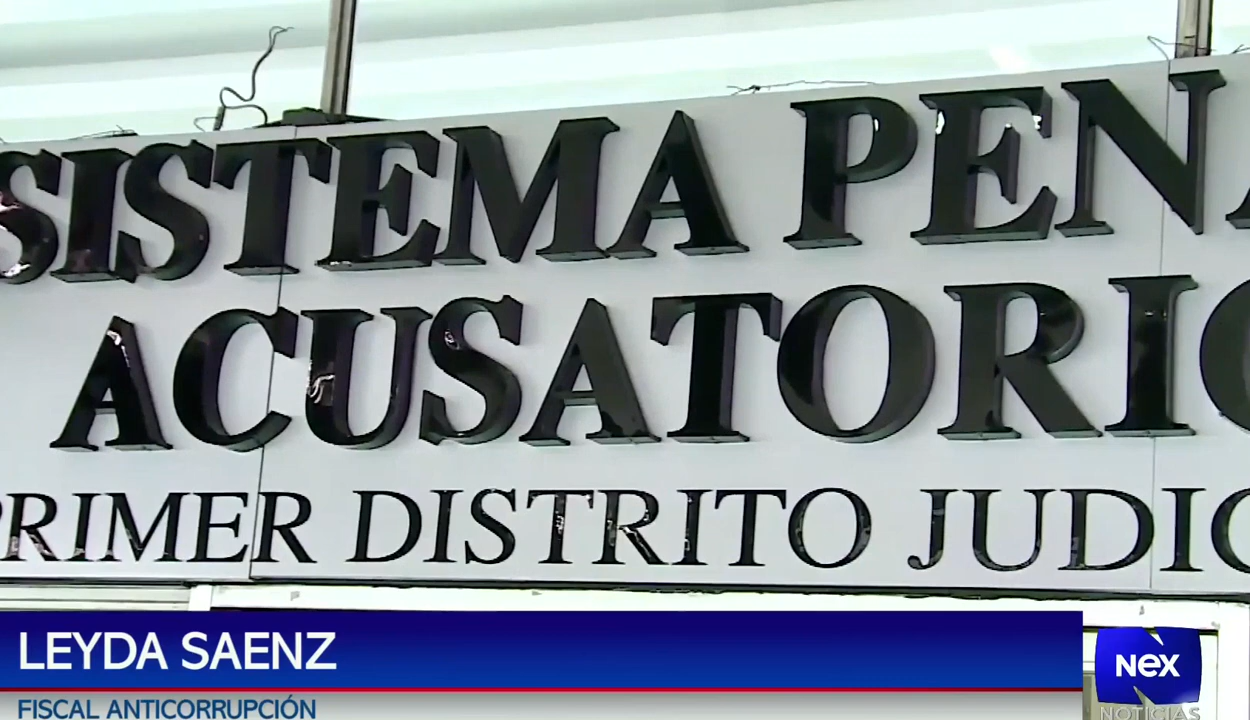 SISTEMA PENA
ACUSATORIO
PRIMER DISTRITO JUDIC
LEYDA SAENZ
FISCAL ANTICORRUPCIÓN
NEX
NOTICIAS